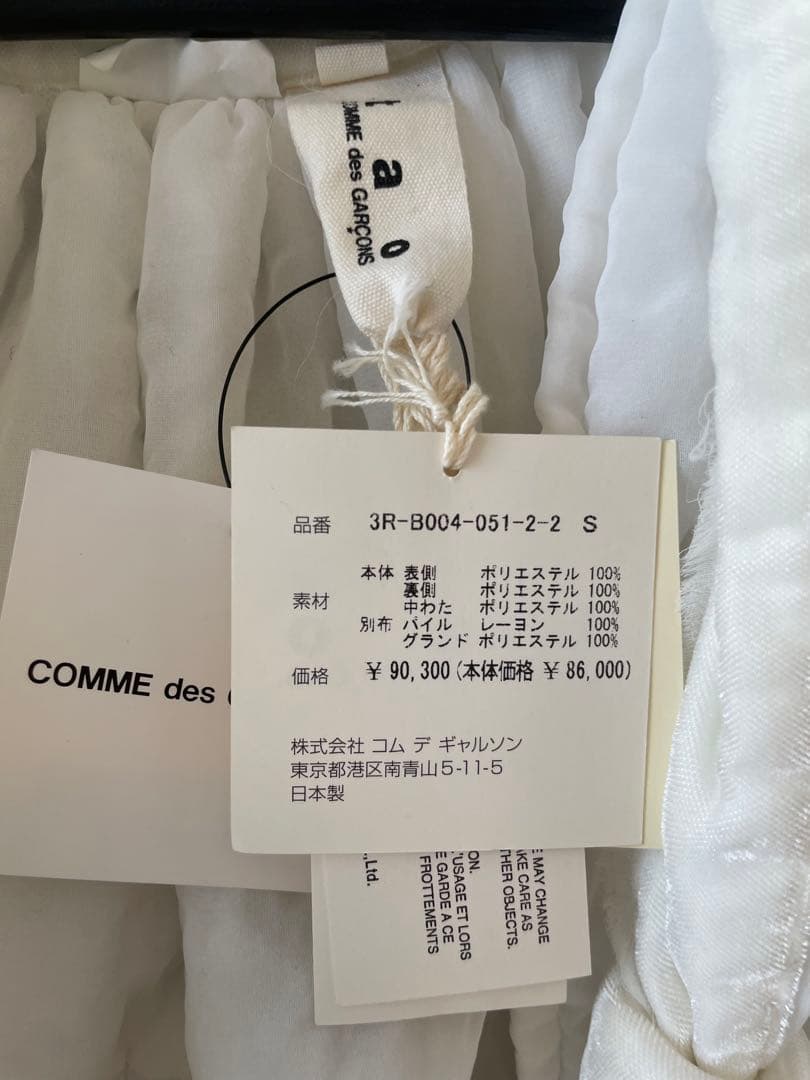 t
a
o
COMME des GARÇONS
品番 3R-B004-051-2-2 S
素材 本体 表側 ポリエステル 100%
裏側 ポリエステル 100%
中わた ポリエステル 100%
別布 パイル レーヨン 100%
グランド ポリエステル 100%
価格 ¥ 90,300(本体価格 ¥ 86,000)
株式会社 コム デ ギャルソン
東京都港区南青山5-11-5
日本製
COMME des
.,Ltd.
ION.
'USAGE ET LORS
E GARDE A CE
FROTTEMENTS
E MAY CHANGE
AKE CARE AS
THER OBJECTS.